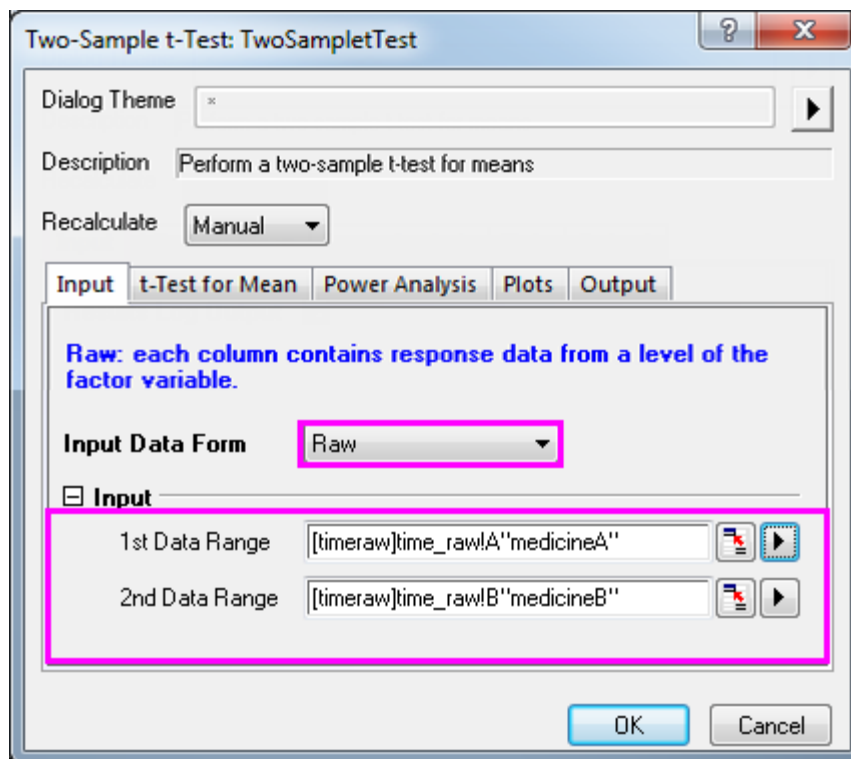 Two-Sample t-Test: TwoSampletTest
Dialog Theme *
Description Perform a two-sample t-test for means
Recalculate Manual
Input t-Test for Mean Power Analysis Plots Output
Raw: each column contains response data from a level of the
factor variable.
Input Data Form Raw
Input
1st Data Range [timeraw]time_raw!A"medicineA"
2nd Data Range [timeraw]time_raw!B"medicineB"
OK Cancel